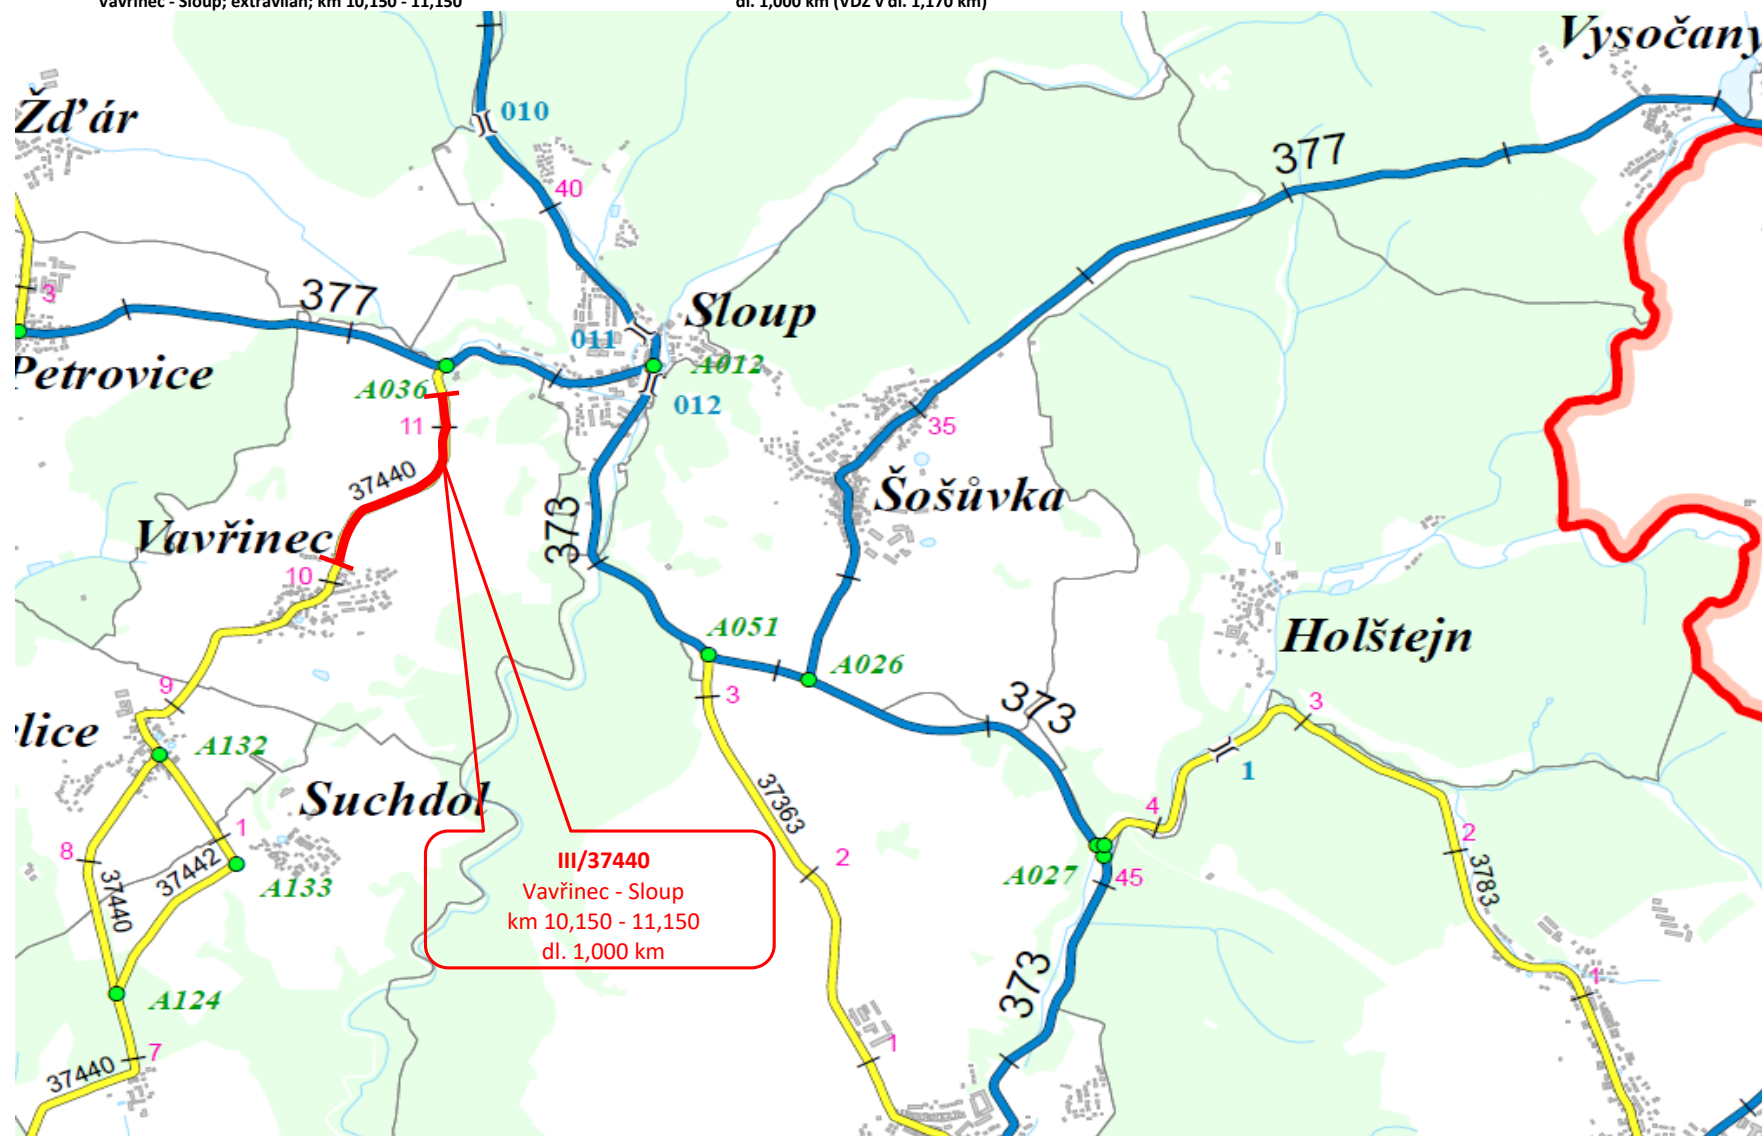 Vavřinec - Sloup; extravilán; km 10,150 - 11,150
dl. 1,000 km (VDZ v dl. 1,170 km)
Vysočany
Žďár
010
377
40
3
377
Sloup
011
A012
Petrovice
A036
012
11
35
37440
Šošůvka
373
Vavřinec
10
A051
Holštejn
A026
9
3
373
3
lice
A132
1
Suchdol
37363
4
1
2
8
III/37440
2
3783
37442
Vavřinec - Sloup
A027
45
A133
37440
km 10,150 - 11,150
dl. 1,000 km
373
A124
1
7
1
37440